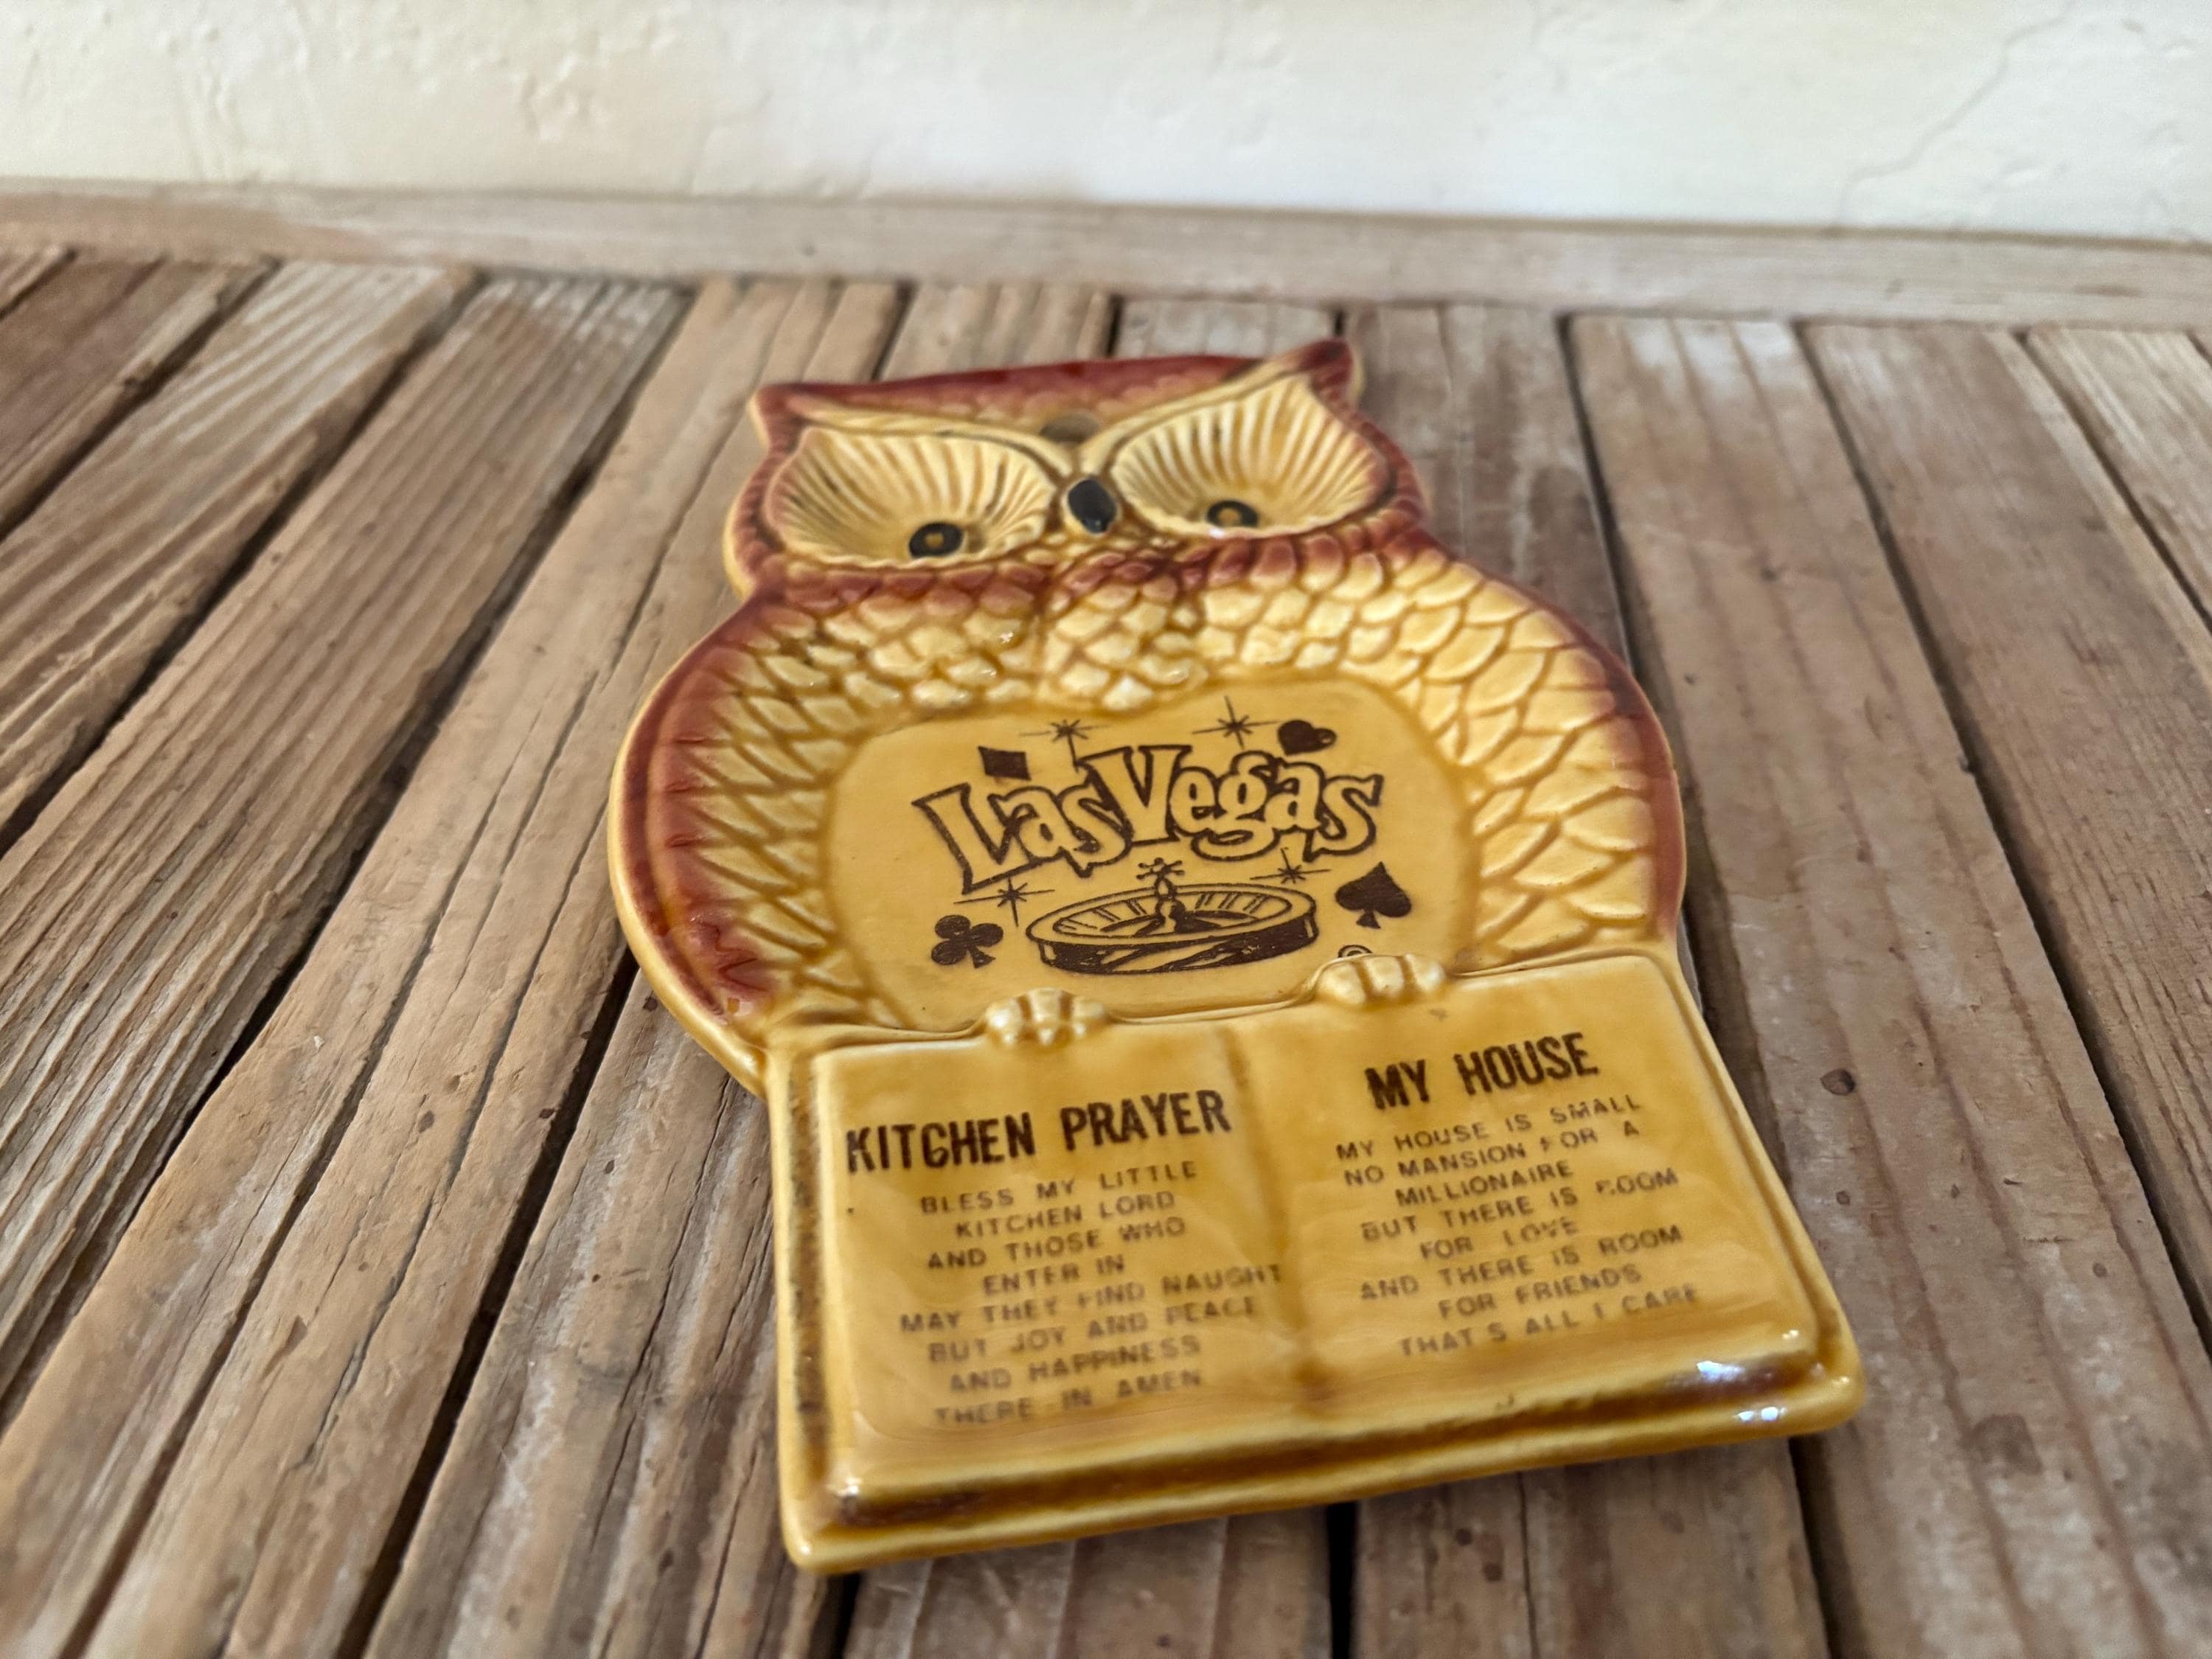 Las Vegas
KITCHEN PRAYER
BLESS MY LITTLE
KITCHEN LORD
AND THOSE WHO
ENTER IN
MAY THEY FIND NAUGHT
BUT JOY AND PEACE
AND HAPPINESS
THERE IN AMEN
MY HOUSE
MY HOUSE IS SMALL
NO MANSION FOR A
MILLIONAIRE
BUT THERE IS ROOM
FOR LOVE
AND THERE IS ROOM
FOR FRIENDS
THAT S ALL I CARE